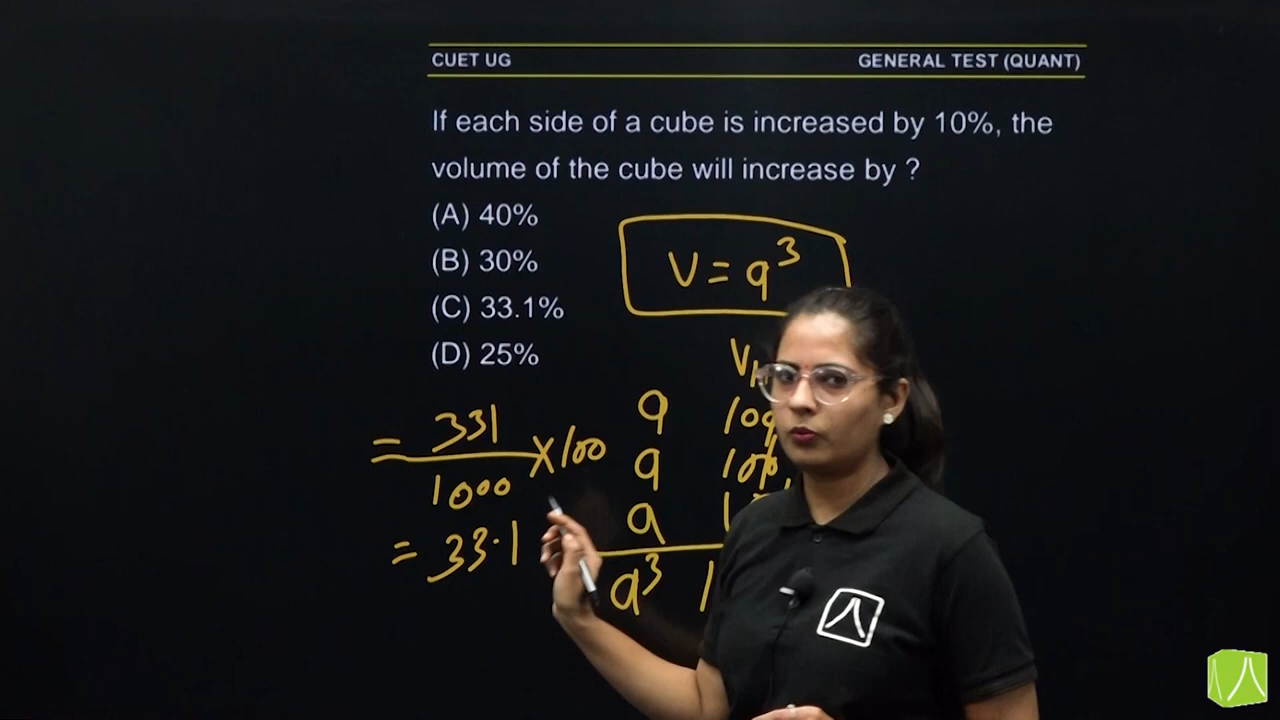 CUET UG GENERAL TEST (QUANT)
If each side of a cube is increased by 10%, the
volume of the cube will increase by ?
(A) 40%
(B) 30%
(C) 33.1%
(D) 25%
V = a³
= 331/1000 × 100
= 33.1
a
a
a
a³